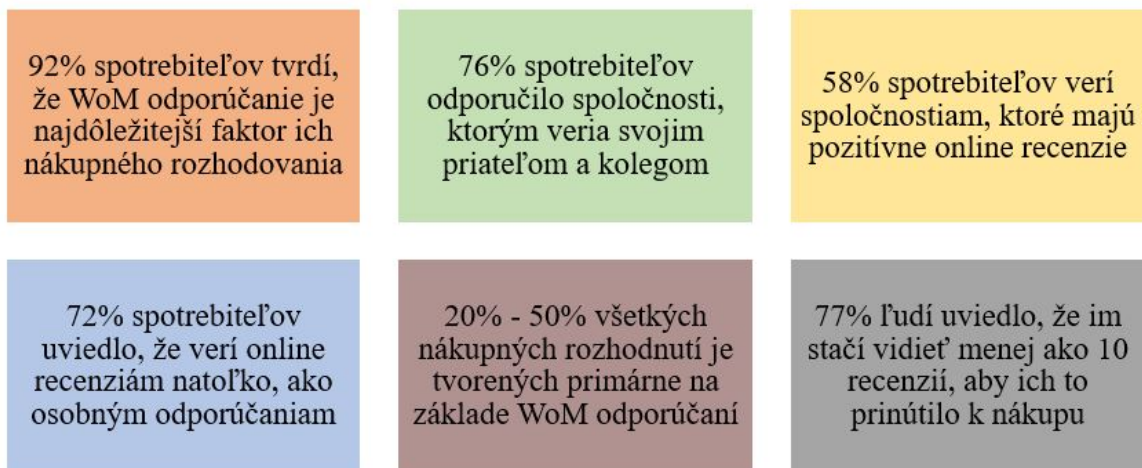 92% spotrebiteľov tvrdí,
že WoM odporúčanie je
najdôležitejší faktor ich
nákupného rozhodovania
76% spotrebiteľov
odporučilo spoločnosti,
ktorým veria svojim
priateľom a kolegom
58% spotrebiteľov verí
spoločnostiam, ktoré majú
pozitívne online recenzie
72% spotrebiteľov
uviedlo, že verí online
recenziám natoľko, ako
osobným odporúčaniam
20% - 50% všetkých
nákupných rozhodnutí je
tvorených primárne na
základe WoM odporúčaní
77% ľudí uviedlo, že im
stačí vidieť menej ako 10
recenzií, aby ich to
prinútilo k nákupu